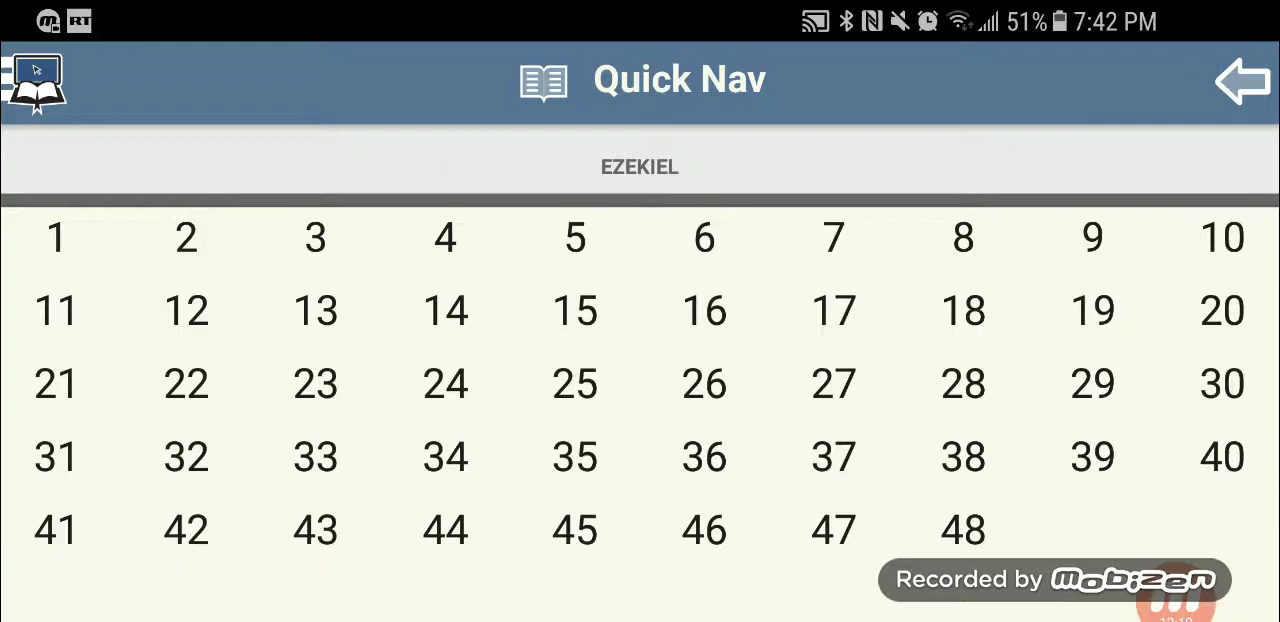 RT 51% 7:42 PM
Quick Nav
EZEKIEL
1 2 3 4 5 6 7 8 9 10
11 12 13 14 15 16 17 18 19 20
21 22 23 24 25 26 27 28 29 30
31 32 33 34 35 36 37 38 39 40
41 42 43 44 45 46 47 48
Recorded by mobizen